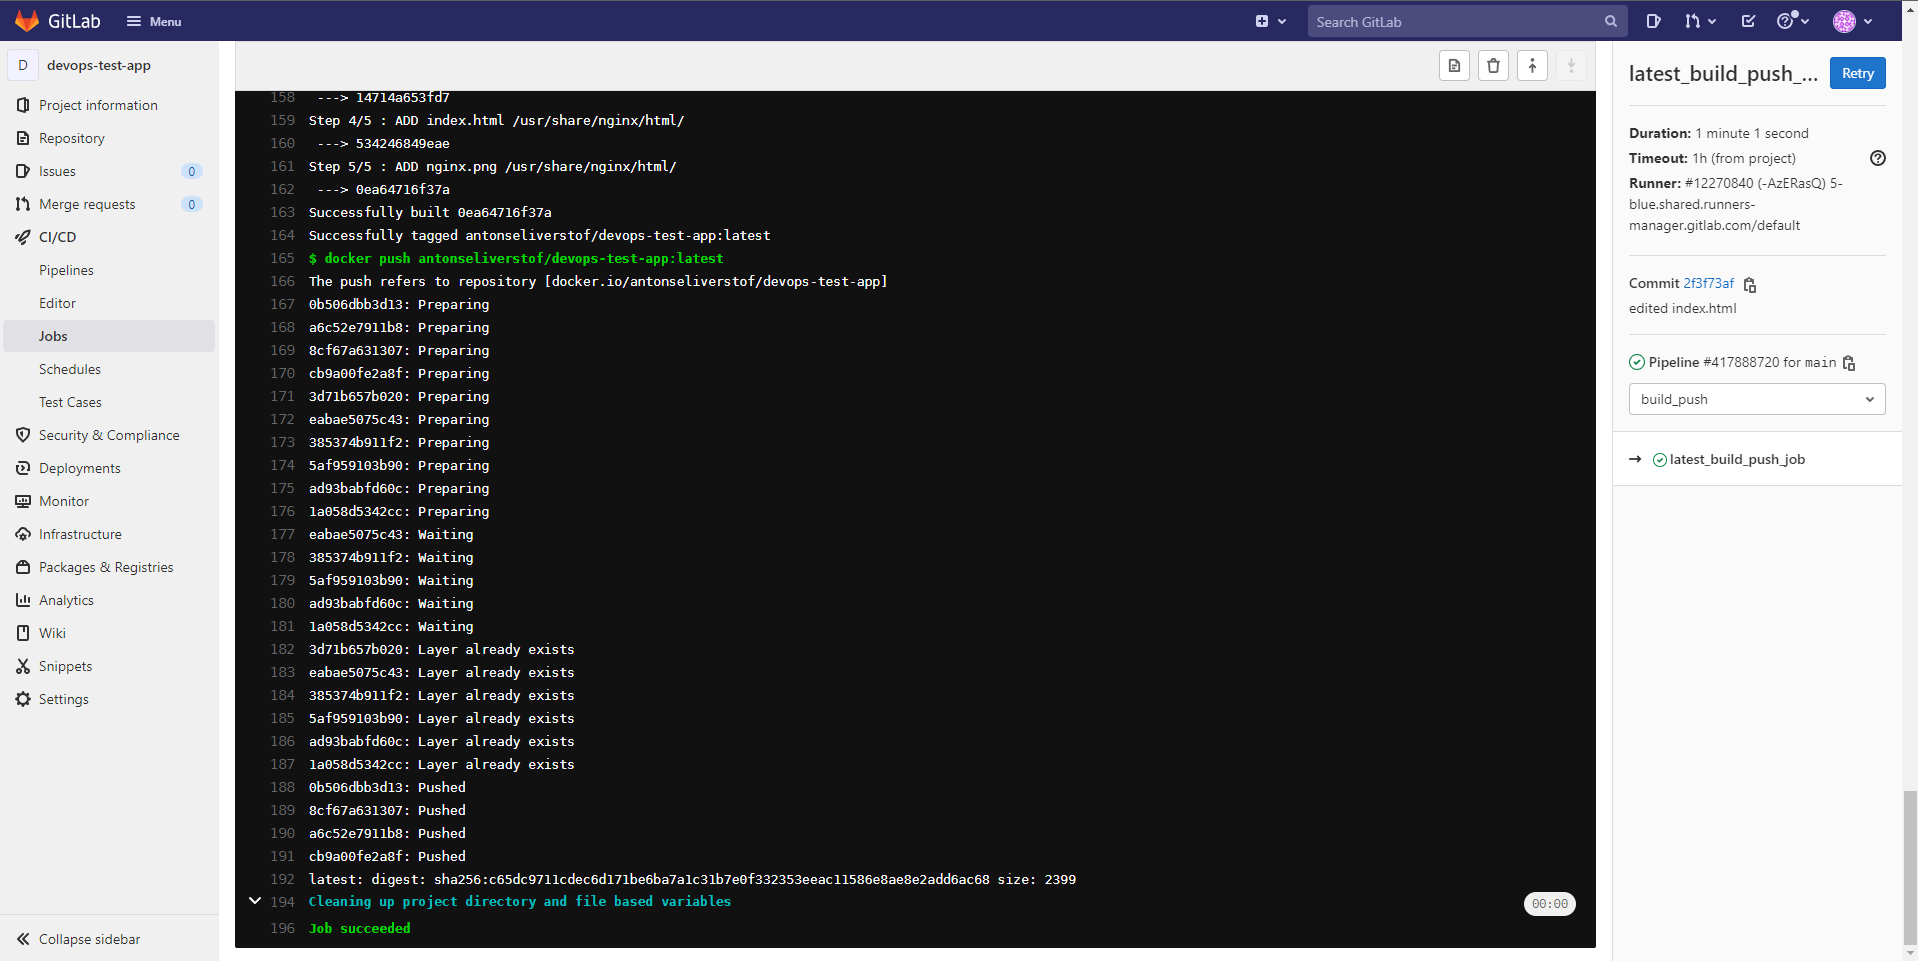 GitLab
Menu
Search GitLab
D
devops-test-app
Project information
Repository
Issues
0
Merge requests
0
CI/CD
Pipelines
Editor
Jobs
Schedules
Test Cases
Security & Compliance
Deployments
Monitor
Infrastructure
Packages & Registries
Analytics
Wiki
Snippets
Settings
Collapse sidebar
158 ---> 14714a653fd7
159 Step 4/5 : ADD index.html /usr/share/nginx/html/
160 ---> 534246849eae
161 Step 5/5 : ADD nginx.png /usr/share/nginx/html/
162 ---> 0ea64716f37a
163 Successfully built 0ea64716f37a
164 Successfully tagged antonseliverstof/devops-test-app:latest
165 $ docker push antonseliverstof/devops-test-app:latest
166 The push refers to repository [docker.io/antonseliverstof/devops-test-app]
167 0b506dbb3d13: Preparing
168 a6c52e7911b8: Preparing
169 8cf67a631307: Preparing
170 cb9a00fe2a8f: Preparing
171 3d71b657b020: Preparing
172 eabae5075c43: Preparing
173 385374b911f2: Preparing
174 5af959103b90: Preparing
175 ad93babfd60c: Preparing
176 1a058d5342cc: Preparing
177 eabae5075c43: Waiting
178 385374b911f2: Waiting
179 5af959103b90: Waiting
180 ad93babfd60c: Waiting
181 1a058d5342cc: Waiting
182 3d71b657b020: Layer already exists
183 eabae5075c43: Layer already exists
184 385374b911f2: Layer already exists
185 5af959103b90: Layer already exists
186 ad93babfd60c: Layer already exists
187 1a058d5342cc: Layer already exists
188 0b506dbb3d13: Pushed
189 8cf67a631307: Pushed
190 a6c52e7911b8: Pushed
191 cb9a00fe2a8f: Pushed
192 latest: digest: sha256:c65dc9711cdec6d171be6ba7a1c31b7e0f332353eeac11586e8ae8e2add6ac68 size: 2399
194 Cleaning up project directory and file based variables
00:00
196 Job succeeded
latest_build_push_...
Retry
Duration: 1 minute 1 second
Timeout: 1h (from project)
Runner: #12270840 (-AzERasQ) 5-
blue.shared.runners-
manager.gitlab.com/default
Commit 2f3f73af
edited index.html
Pipeline #417888720 for main
build_push
→ latest_build_push_job